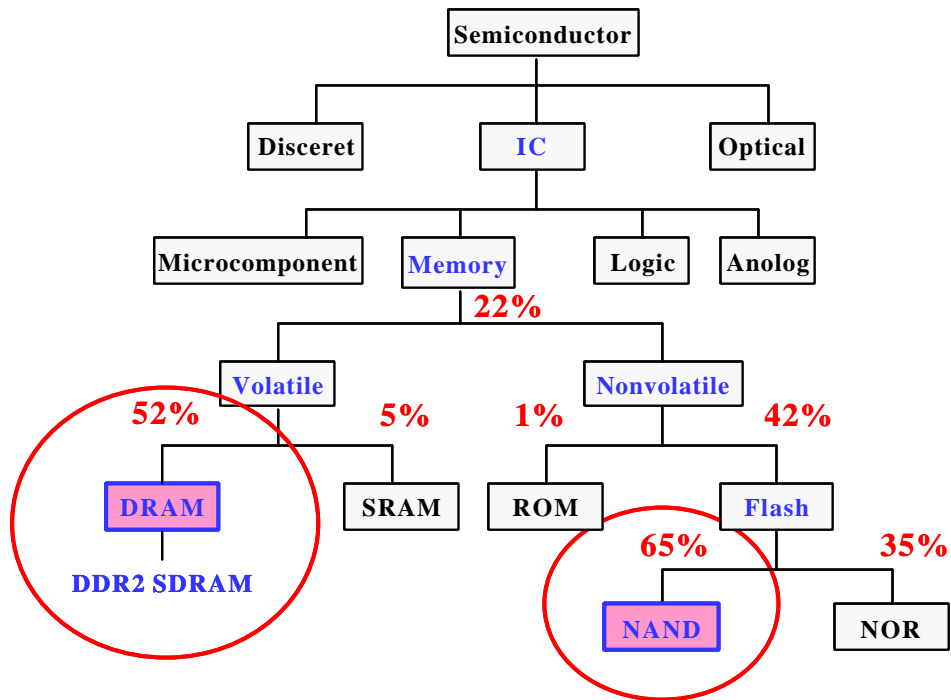 Semiconductor
Disceret
IC
Optical
Microcomponent
Memory
Logic
Anolog
22%
Volatile
Nonvolatile
52%
5%
1%
42%
DRAM
SRAM
ROM
Flash
65%
35%
DDR2 SDRAM
NAND
NOR